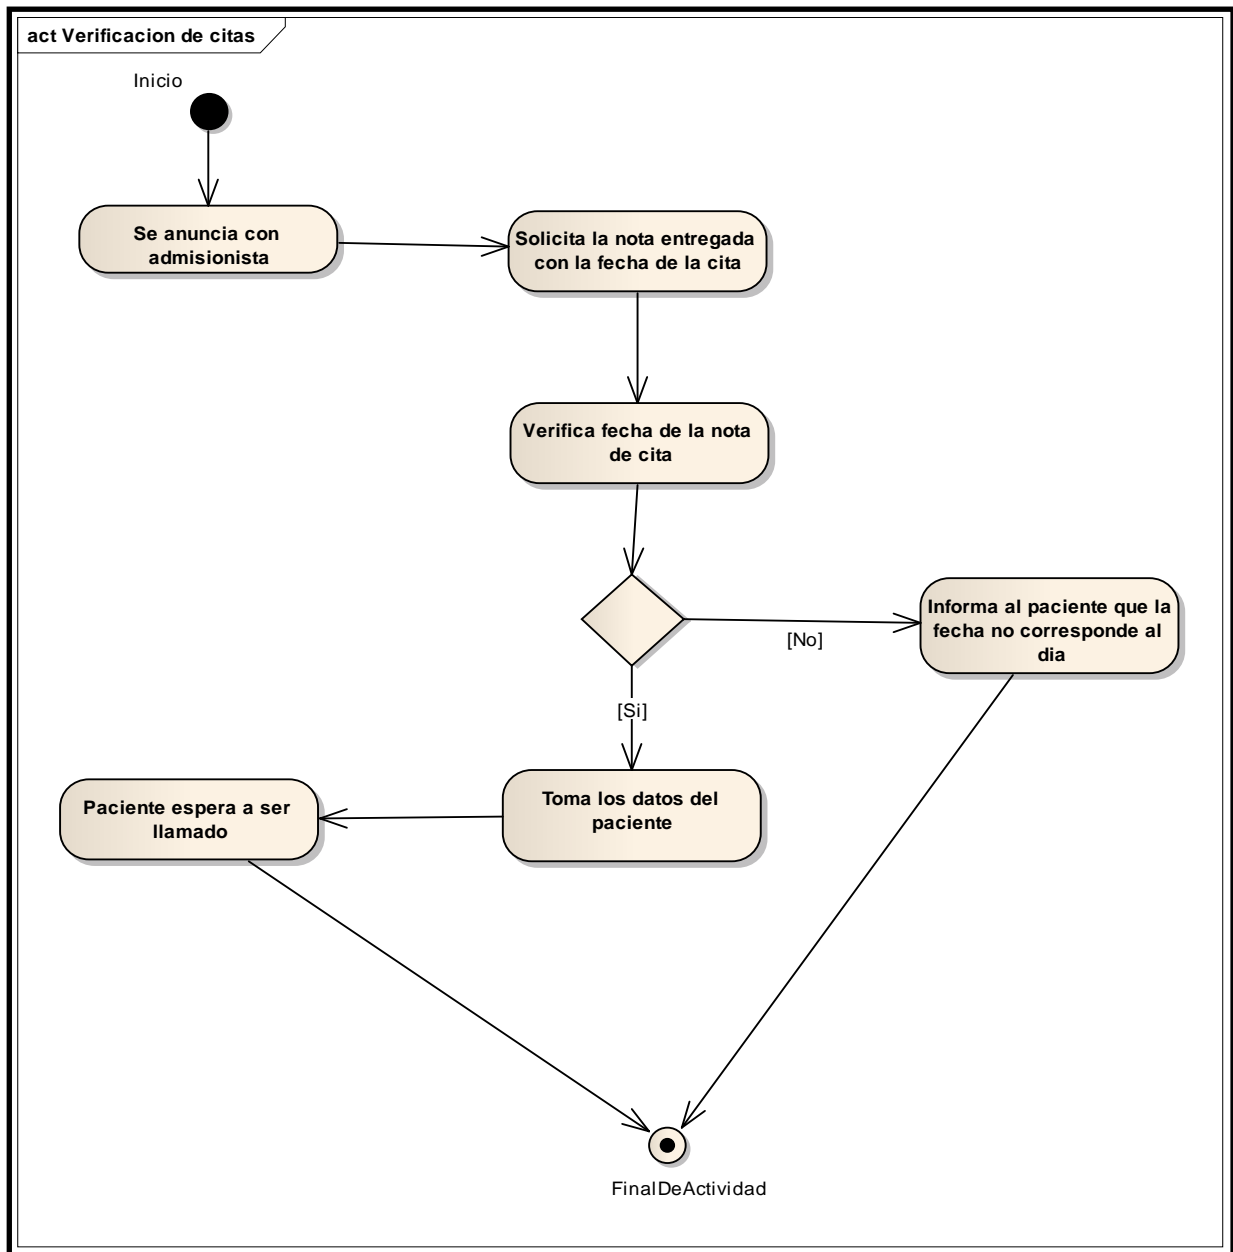 act Verificacion de citas
Inicio
Se anuncia con
admisionista
Solicita la nota entregada
con la fecha de la cita
Verifica fecha de la nota
de cita
[No]
Informa al paciente que la
fecha no corresponde al
dia
[Si]
Toma los datos del
paciente
Paciente espera a ser
llamado
FinalDeActividad